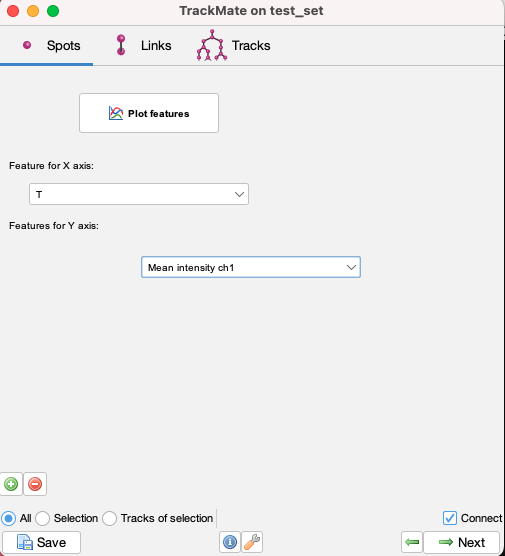 TrackMate on test_set
Spots Links Tracks
Plot features
Feature for X axis:
T
Features for Y axis:
Mean intensity ch1
All Selection Tracks of selection Connect
Save Next